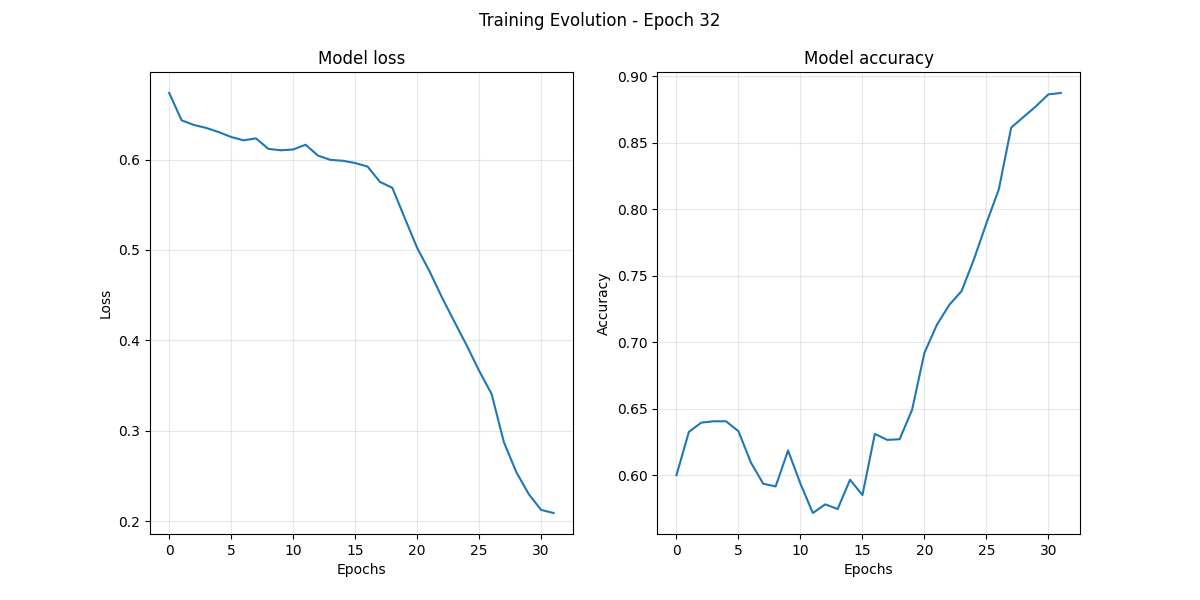 Training Evolution - Epoch 32
Model loss
Loss
0.6
0.5
0.4
0.3
0.2
0 5 10 15 20 25 30
Epochs
Model accuracy
Accuracy
0.90
0.85
0.80
0.75
0.70
0.65
0.60
0 5 10 15 20 25 30
Epochs